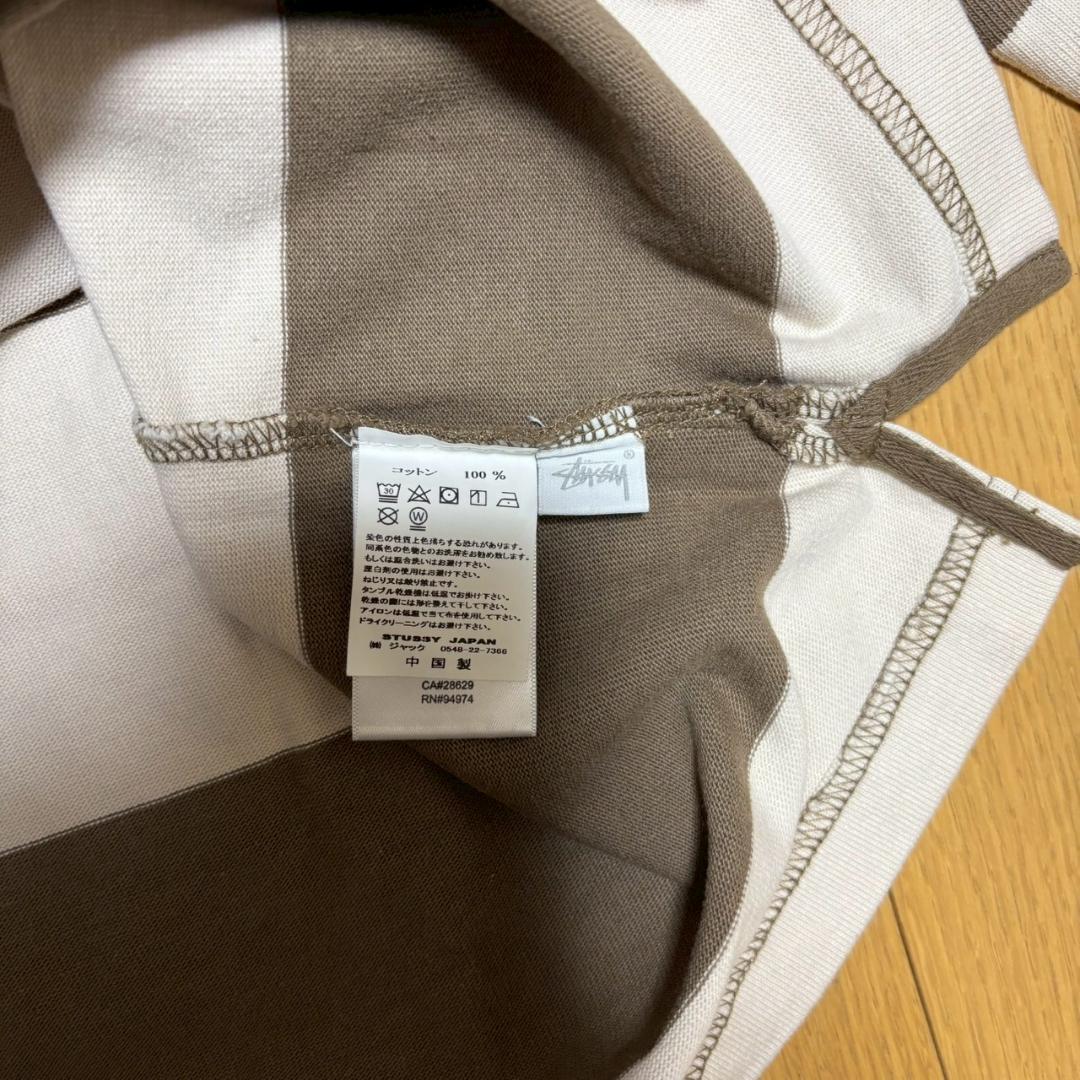 コットン 100 %
30
1
W
染色の性質上色落ちする恐れが有ります。
同系色の色物とのお洗濯をお勧め致します。
もしくは混合洗いはお避け下さい。
漂白剤の使用はお避け下さい。
ねじり又は絞り禁止です。
タンブル乾燥機は低温でお掛け下さい。
乾燥の際には形を整えて干して下さい。
アイロンは低温で当て布を使用して下さい。
ドライクリーニングはお避け下さい。
STUSSY JAPAN
㈱ ジャック 0548-22-7366
中国製
CA#28629
RN#94974
STÜSSY ®